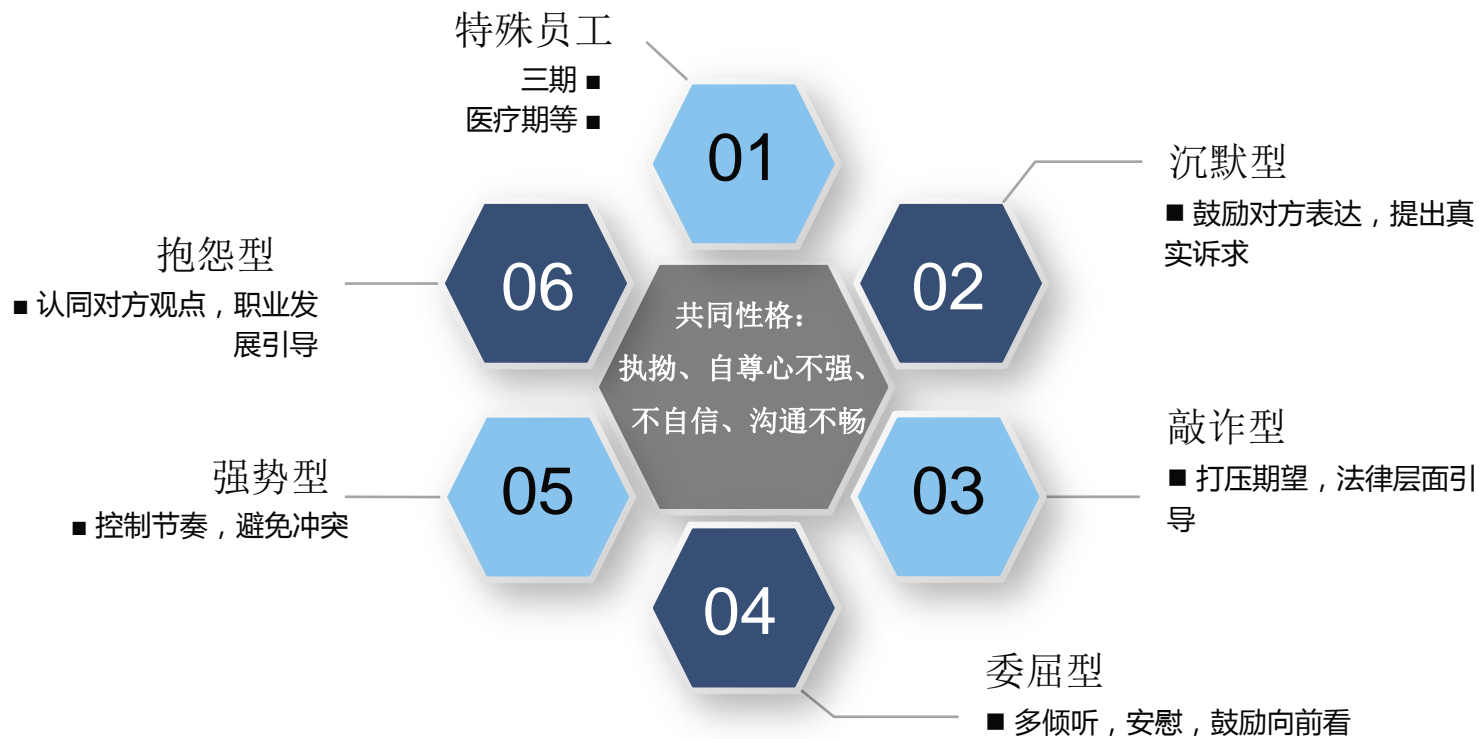 特殊员工
三期 ■
医疗期等 ■
01
沉默型
■ 鼓励对方表达，提出真
实诉求
02
抱怨型
■ 认同对方观点，职业发
展引导
06
共同性格：
执拗、自尊心不强、
不自信、沟通不畅
敲诈型
■ 打压期望，法律层面引
导
03
强势型
■ 控制节奏，避免冲突
05
04
委屈型
■ 多倾听，安慰，鼓励向前看